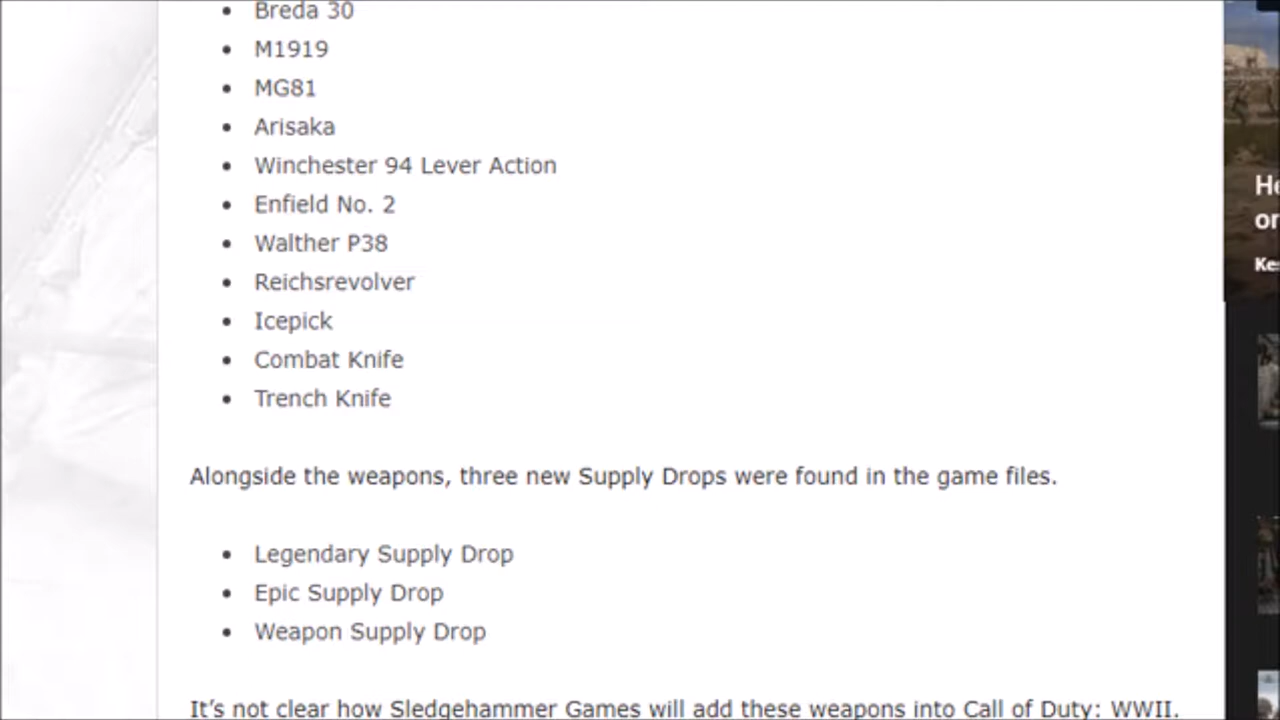 Breda 30
M1919
MG81
Arisaka
Winchester 94 Lever Action
Enfield No. 2
Walther P38
Reichsrevolver
Icepick
Combat Knife
Trench Knife
Alongside the weapons, three new Supply Drops were found in the game files.
Legendary Supply Drop
Epic Supply Drop
Weapon Supply Drop
It's not clear how Sledgehammer Games will add these weapons into Call of Duty: WWII.